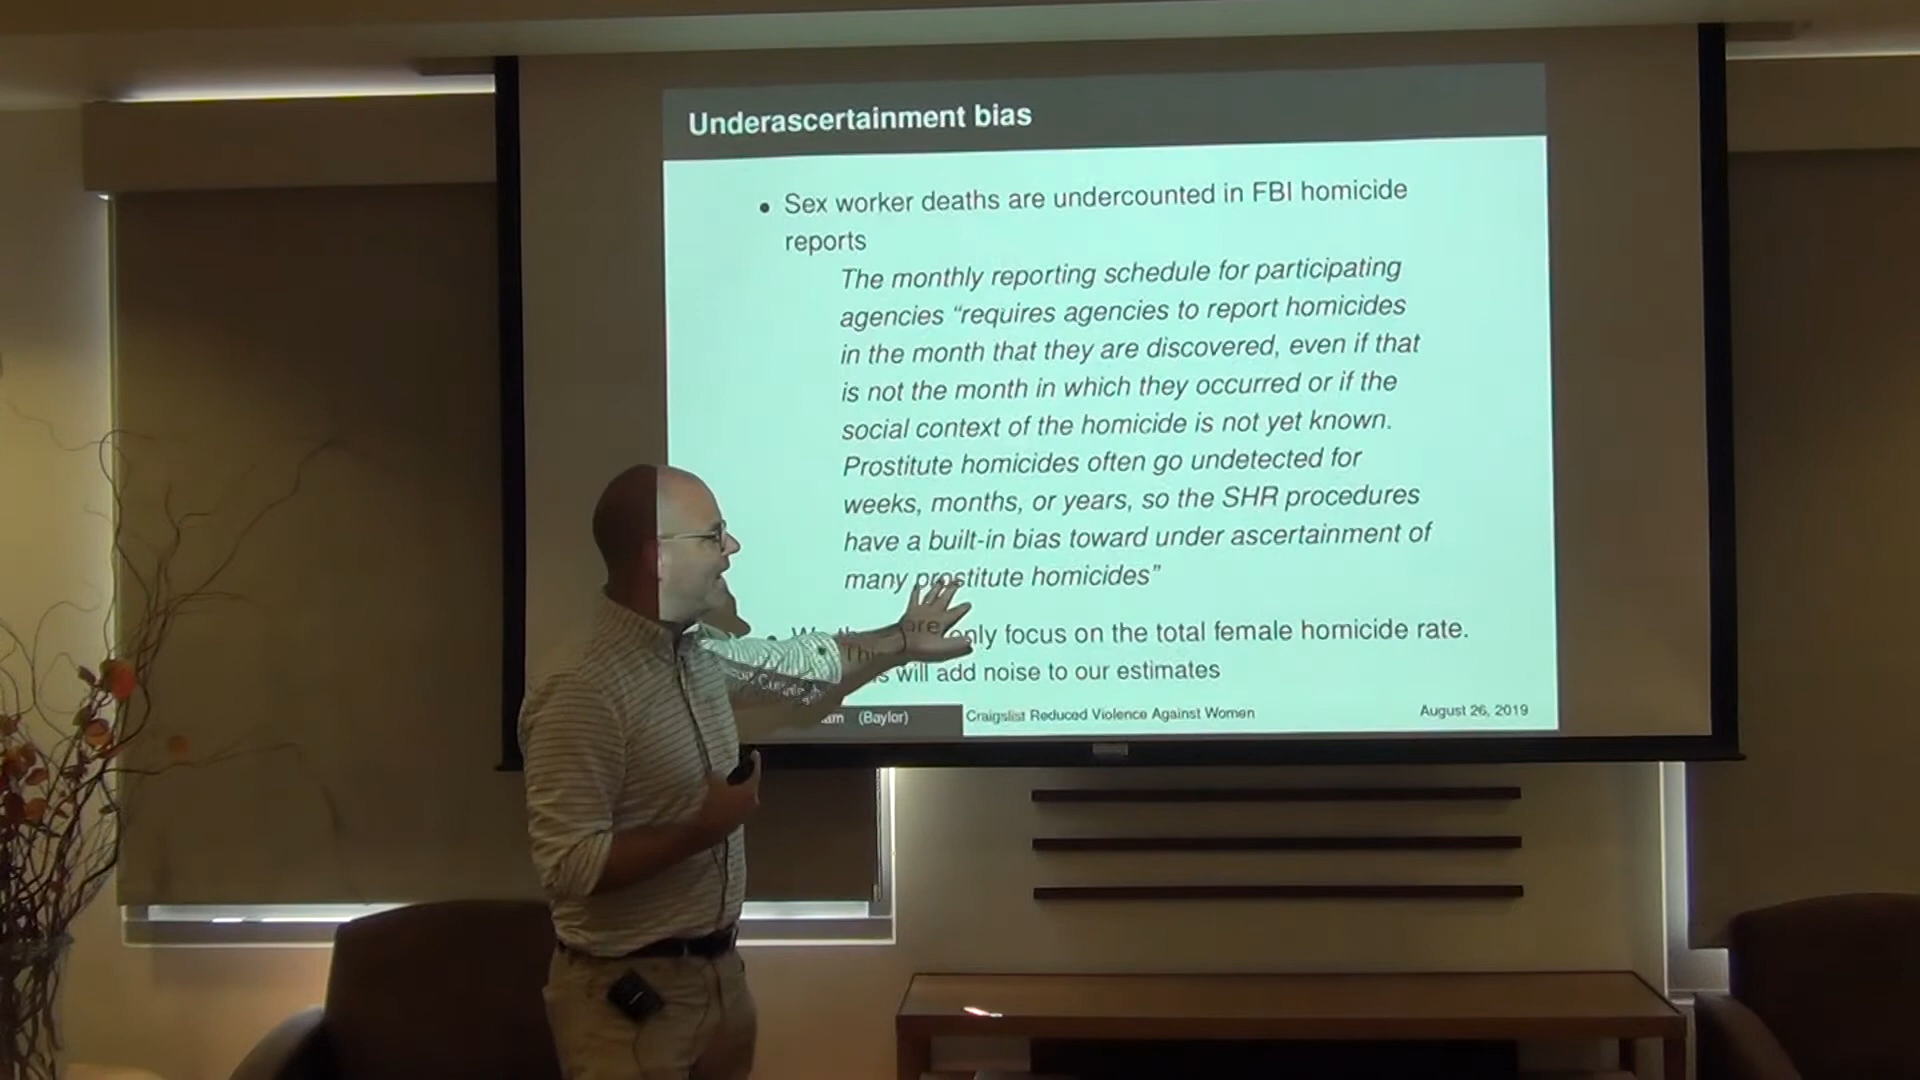 Underascertainment bias
• Sex worker deaths are undercounted in FBI homicide
reports
The monthly reporting schedule for participating
agencies “requires agencies to report homicides
in the month that they are discovered, even if that
is not the month in which they occurred or if the
social context of the homicide is not yet known.
Prostitute homicides often go undetected for
weeks, months, or years, so the SHR procedures
have a built-in bias toward under ascertainment of
many prostitute homicides”
only focus on the total female homicide rate.
will add noise to our estimates
(Baylor) Craigslist Reduced Violence Against Women August 26, 2019